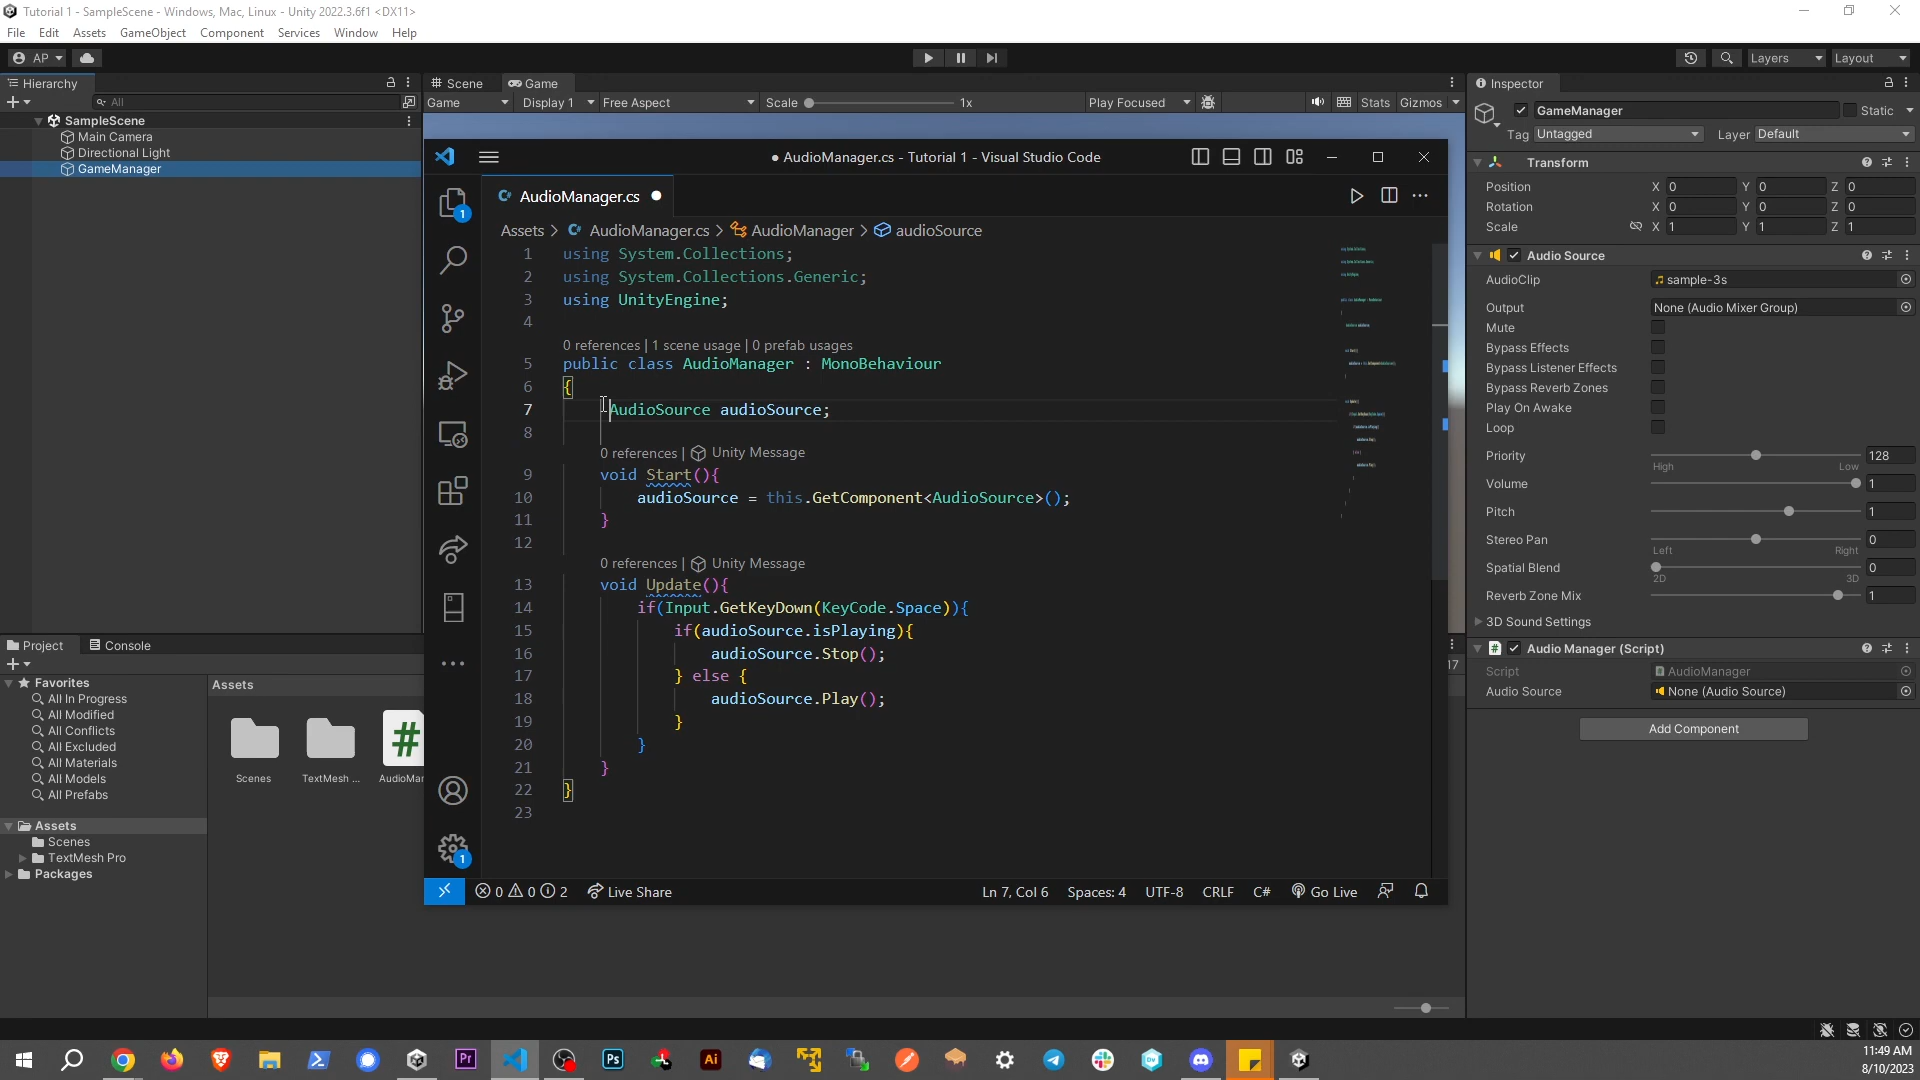 Tutorial 1 - SampleScene - Windows, Mac, Linux - Unity 2022.3.6f1 <DX11>
File Edit Assets GameObject Component Services Window Help
AP Layers Layout
Hierarchy
All
SampleScene
Main Camera
Directional Light
GameManager
Scene Game
Game Display 1 Free Aspect Scale 1x Play Focused Stats Gizmos
AudioManager.cs - Tutorial 1 - Visual Studio Code
AudioManager.cs
Assets > AudioManager.cs > AudioManager > audioSource
1 using System.Collections;
2 using System.Collections.Generic;
3 using UnityEngine;
4
0 references | 1 scene usage | 0 prefab usages
5 public class AudioManager : MonoBehaviour
6 {
7 AudioSource audioSource;
8
0 references | Unity Message
9 void Start(){
10 audioSource = this.GetComponent<AudioSource>();
11 }
12
0 references | Unity Message
13 void Update(){
14 if(Input.GetKeyDown(KeyCode.Space)){
15 if(audioSource.isPlaying){
16 audioSource.Stop();
17 } else {
18 audioSource.Play();
19 }
20 }
21 }
22 }
23
1
1
0 0 2 Live Share Ln 7, Col 6 Spaces: 4 UTF-8 CRLF C# Go Live
Inspector
GameManager Static
Tag Untagged Layer Default
Transform
Position X 0 Y 0 Z 0
Rotation X 0 Y 0 Z 0
Scale X 1 Y 1 Z 1
Audio Source
AudioClip sample-3s
Output None (Audio Mixer Group)
Mute
Bypass Effects
Bypass Listener Effects
Bypass Reverb Zones
Play On Awake
Loop
Priority 128
High Low
Volume 1
Pitch 1
Stereo Pan 0
Left Right
Spatial Blend 0
2D 3D
Reverb Zone Mix 1
3D Sound Settings
Audio Manager (Script)
Script AudioManager
Audio Source None (Audio Source)
Add Component
Project Console
17
Favorites
All In Progress
All Modified
All Conflicts
All Excluded
All Materials
All Models
All Prefabs
Assets
Scenes
TextMesh Pro
Packages
Assets
Scenes TextMesh ... AudioMan
Pr Ps Ai
11:49 AM
8/10/2023